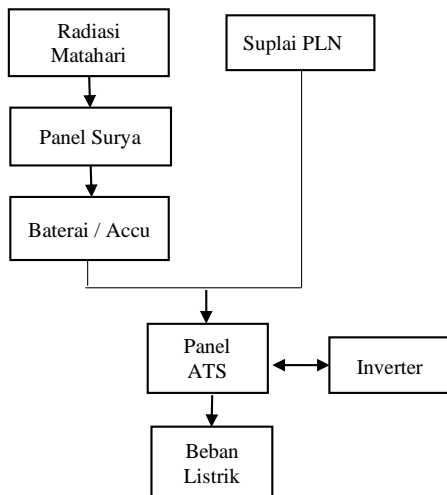 Radiasi
Matahari
Suplai PLN
Panel Surya
Baterai / Accu
Panel
ATS
Inverter
Beban
Listrik